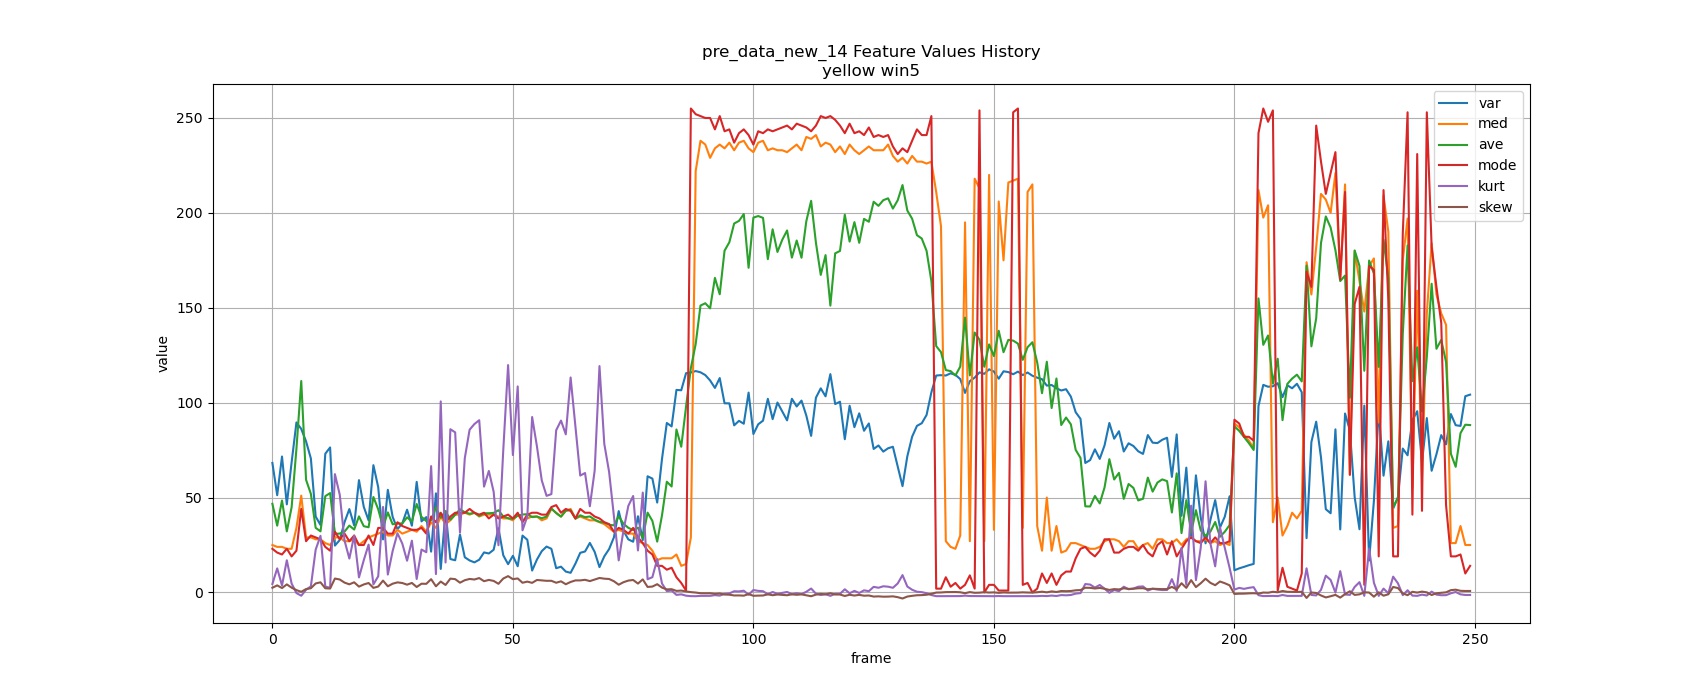 pre_data_new_14 Feature Values History
yellow win5
250
200
150
100
50
0
value
0
50
100
150
200
250
frame
var
med
ave
mode
kurt
skew